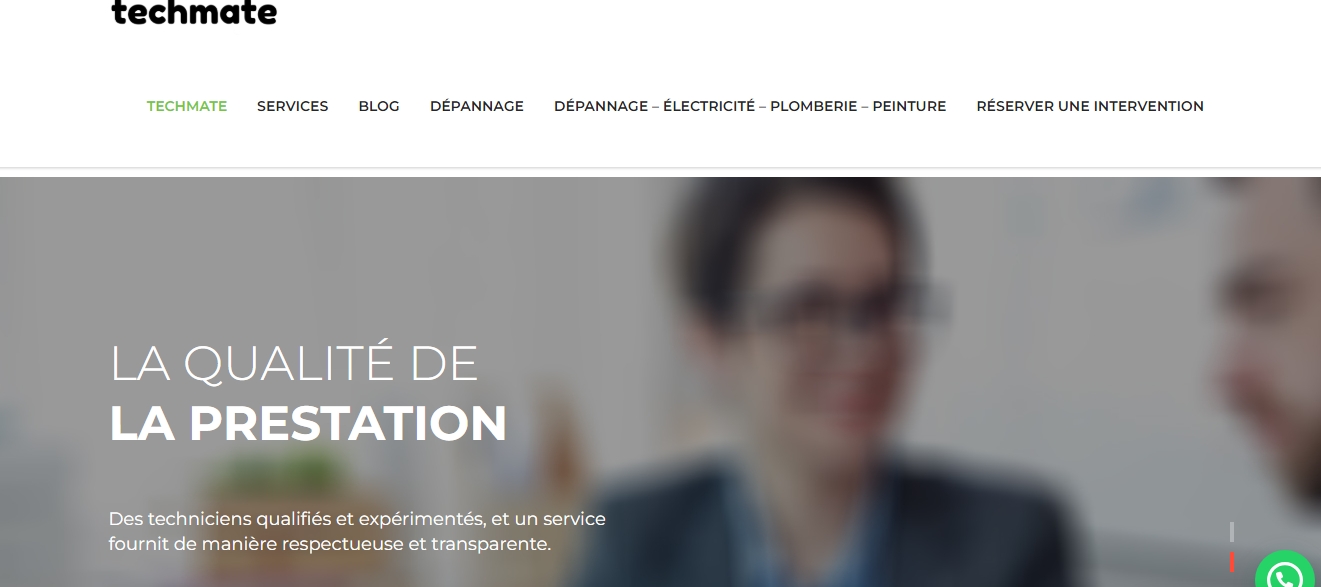 techmate
TECHMATE SERVICES BLOG DÉPANNAGE DÉPANNAGE – ÉLECTRICITÉ – PLOMBERIE – PEINTURE RÉSERVER UNE INTERVENTION
LA QUALITÉ DE
LA PRESTATION
Des techniciens qualifiés et expérimentés, et un service
fournit de manière respectueuse et transparente.